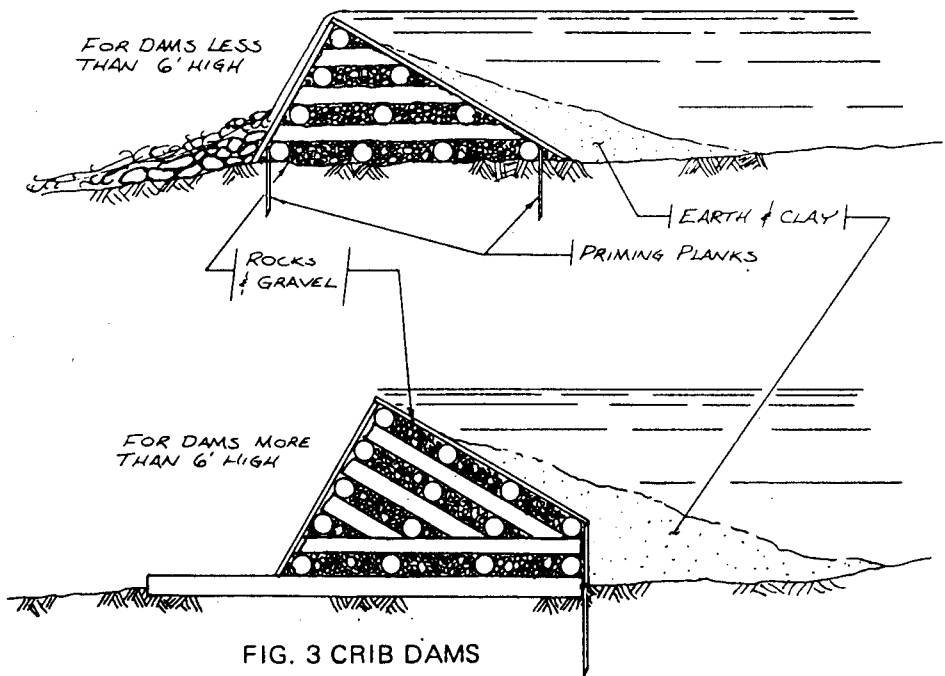 FOR DAMS LESS
THAN 6' HIGH
EARTH & CLAY
PRIMING PLANKS
ROCKS
& GRAVEL
FOR DAMS MORE
THAN 6' HIGH
FIG. 3 CRIB DAMS